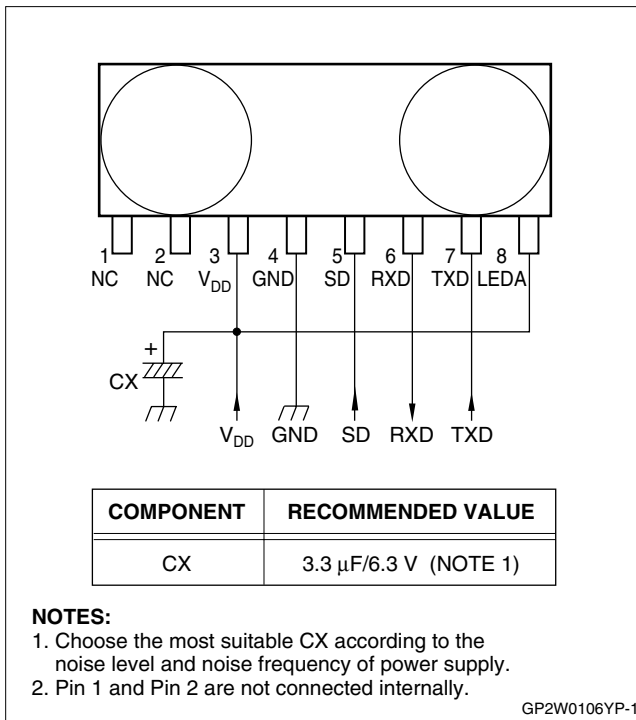 1 2 3 4 5 6 7 8
NC NC V_DD GND SD RXD TXD LEDA
+
CX
V_DD GND SD RXD TXD
COMPONENT RECOMMENDED VALUE
CX 3.3 µF/6.3 V (NOTE 1)
NOTES:
1. Choose the most suitable CX according to the
noise level and noise frequency of power supply.
2. Pin 1 and Pin 2 are not connected internally.
GP2W0106YP-1